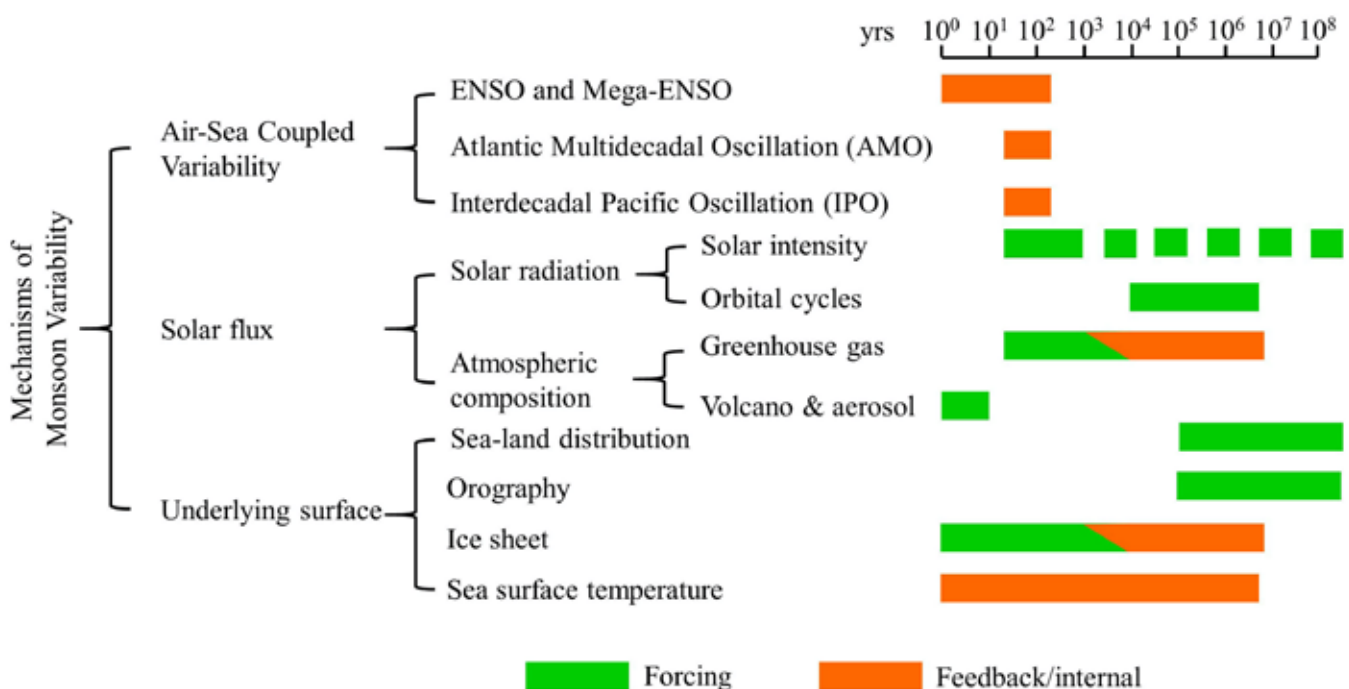 yrs 10⁰ 10¹ 10² 10³ 10⁴ 10⁵ 10⁶ 10⁷ 10⁸
Mechanisms of
Monsoon Variability
Air-Sea Coupled
Variability
ENSO and Mega-ENSO
Atlantic Multidecadal Oscillation (AMO)
Interdecadal Pacific Oscillation (IPO)
Solar flux
Solar radiation
Solar intensity
Orbital cycles
Atmospheric
composition
Greenhouse gas
Volcano & aerosol
Underlying surface
Sea-land distribution
Orography
Ice sheet
Sea surface temperature
Forcing
Feedback/internal